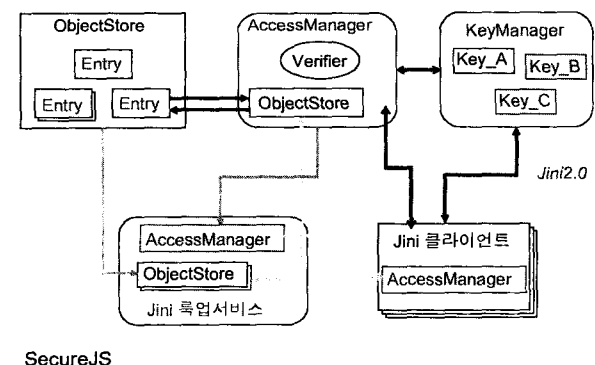 ObjectStore
AccessManager
KeyManager
Entry
Verifier
Key_A
Key_B
Entry
Entry
ObjectStore
Key_C
Jini2.0
AccessManager
ObjectStore
Jini 룩업서비스
Jini 클라이언트
AccessManager
SecureJS